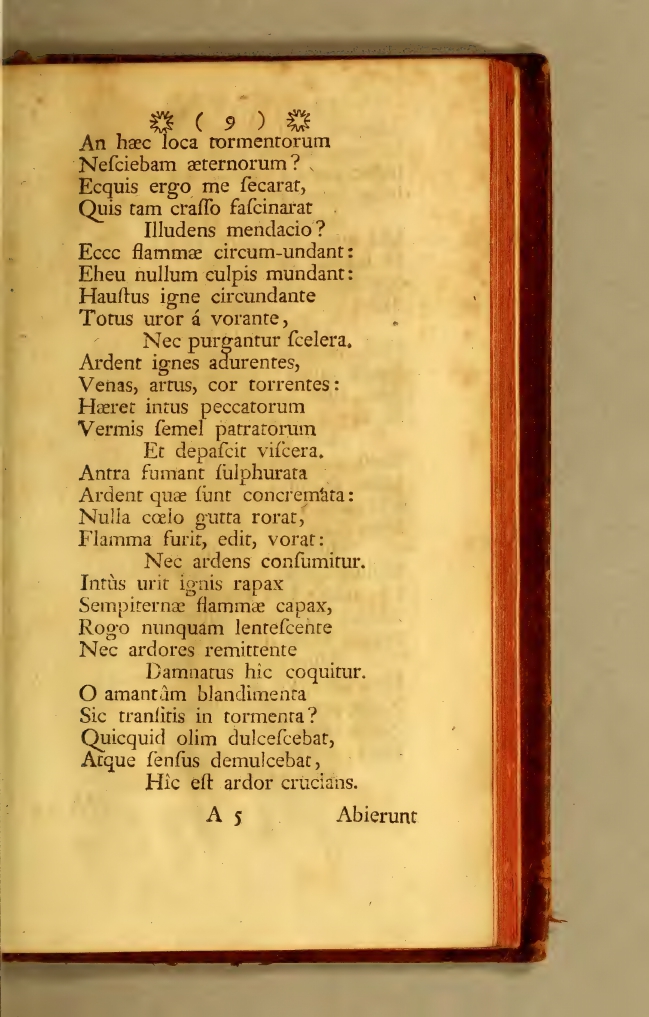 ( 9 )
An hæc loca tormentorum
Neſciebam æternorum?
Ecquis ergo me ſecarat,
Quis tam craſſo faſcinarat
Illudens mendacio?
Ecce flammæ circum-undant:
Eheu nullum culpis mundant:
Hauſtus igne circundante
Totus uror á vorante,
Nec purgantur ſcelera.
Ardent ignes adurentes,
Venas, artus, cor torrentes:
Hæret intus peccatorum
Vermis ſemel patratorum
Et depaſcit viſcera.
Antra fumant ſulphurata
Ardent quæ ſunt concremata:
Nulla cœlo gutta rorat,
Flamma furit, edit, vorat:
Nec ardens conſumitur.
Intùs urit ignis rapax
Sempiternæ flammæ capax,
Rogo nunquam lenteſcente
Nec ardores remittente
Damnatus hîc coquitur.
O amantûm blandimenta
Sic tranſitis in tormenta?
Quicquid olim dulceſcebat,
Atque ſenſus demulcebat,
Hîc eſt ardor crucians.
A 5 Abierunt